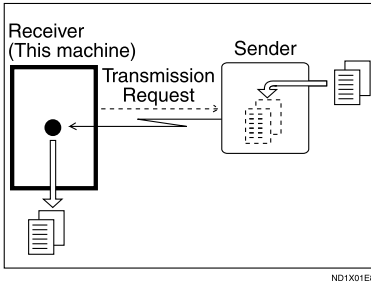 Receiver
(This machine)
Sender
Transmission
Request